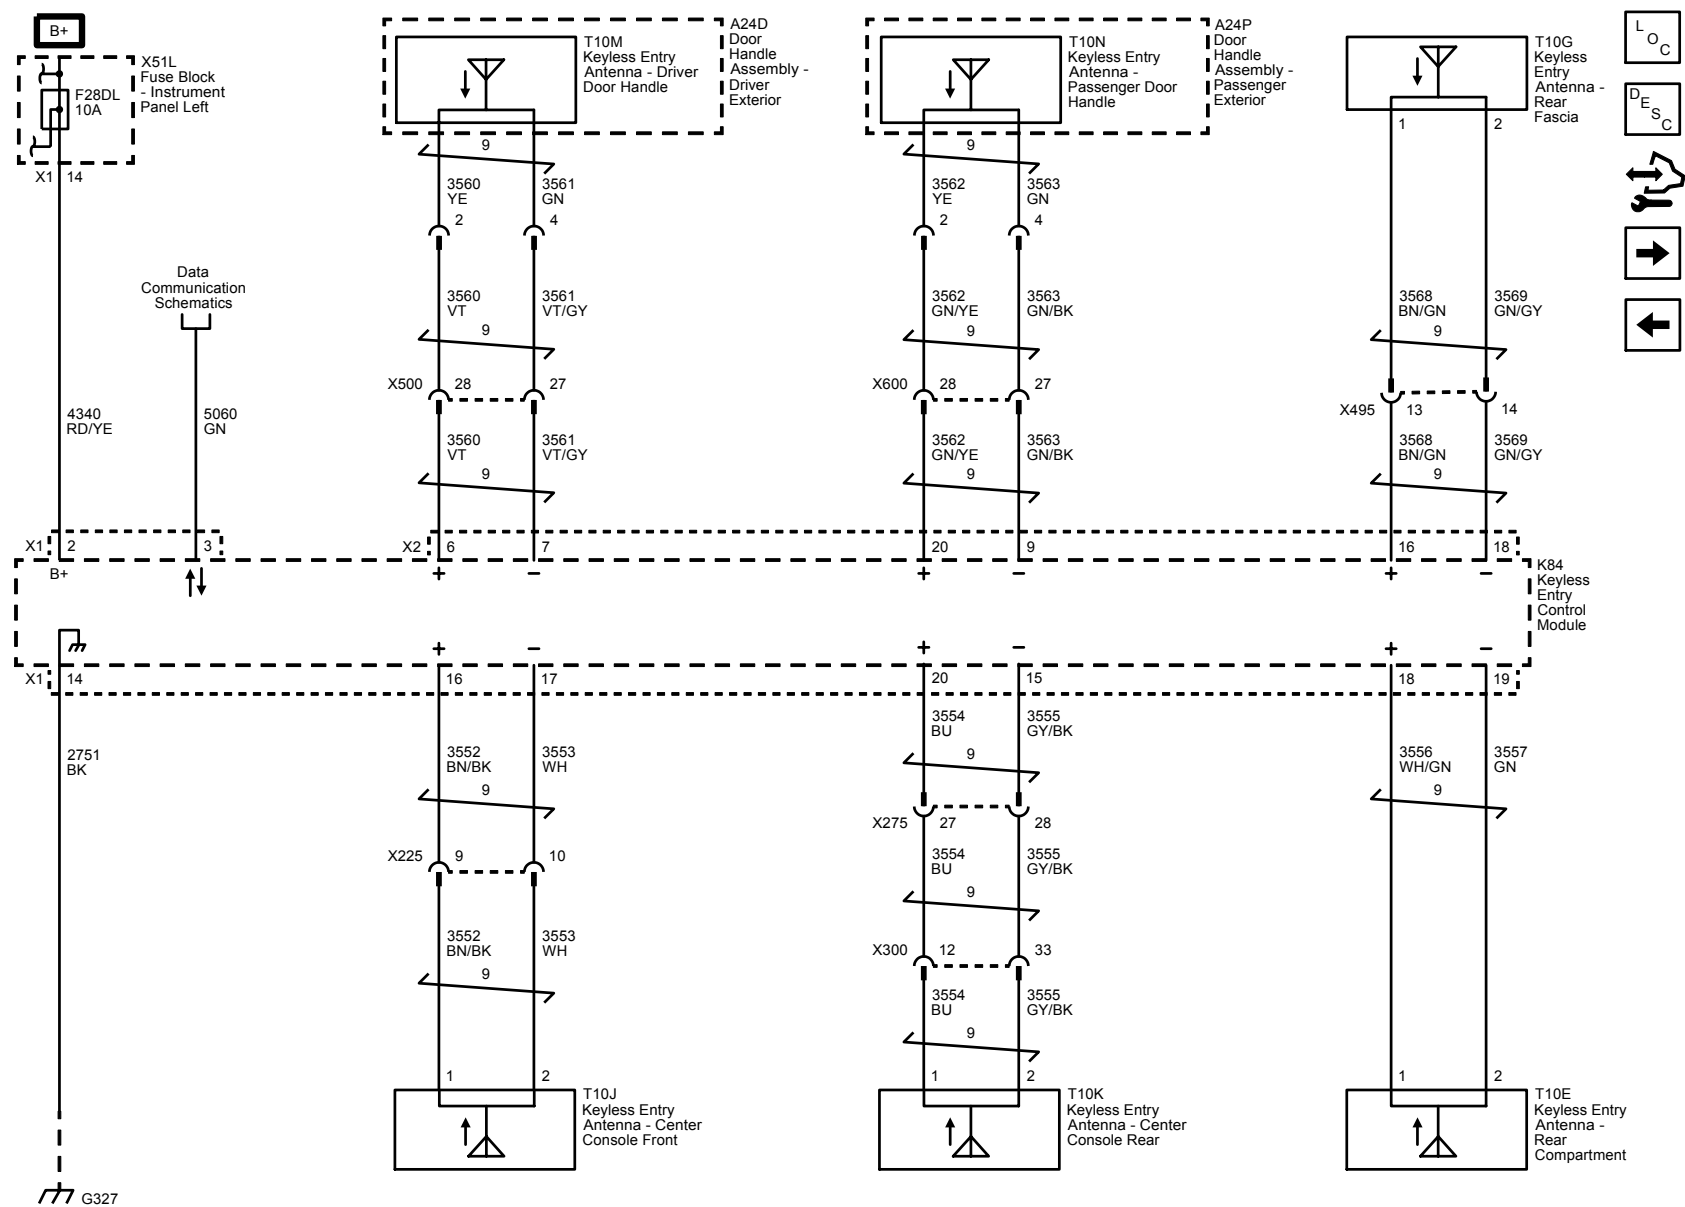 B+
X51L
Fuse Block
- Instrument
Panel Left
F28DL
10A
X1 14
T10M
Keyless Entry
Antenna - Driver
Door Handle
A24D
Door
Handle
Assembly -
Driver
Exterior
T10N
Keyless Entry
Antenna -
Passenger Door
Handle
A24P
Door
Handle
Assembly -
Passenger
Exterior
T10G
Keyless
Entry
Antenna -
Rear
Fascia
1 2
L
O
C
D
E
S
C
9
3560
YE
3561
GN
2 4
9
3562
YE
3563
GN
2 4
Data
Communication
Schematics
3560
VT
3561
VT/GY
9
3562
GN/YE
3563
GN/BK
9
3568
BN/GN
3569
GN/GY
9
X500 28 27
X600 28 27
X495 13 14
4340
RD/YE
5060
GN
3560
VT
3561
VT/GY
9
3562
GN/YE
3563
GN/BK
9
3568
BN/GN
3569
GN/GY
9
X1 2 3
X2 6 7 20 9 16 18
B+ + − + − + −
K84
Keyless
Entry
Control
Module
+ − + − + −
X1 14 16 17 20 15 18 19
2751
BK
3552
BN/BK
3553
WH
9
X225 9 10
3552
BN/BK
3553
WH
9
1 2
T10J
Keyless Entry
Antenna - Center
Console Front
3554
BU
3555
GY/BK
9
X275 27 28
3554
BU
3555
GY/BK
9
X300 12 33
3554
BU
3555
GY/BK
9
1 2
T10K
Keyless Entry
Antenna - Center
Console Rear
3556
WH/GN
3557
GN
9
1 2
T10E
Keyless Entry
Antenna -
Rear
Compartment
G327